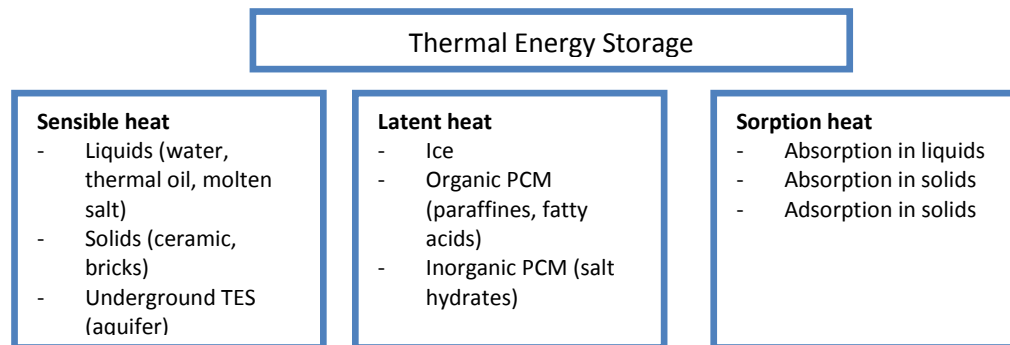 Thermal Energy Storage
Sensible heat
- Liquids (water,
thermal oil, molten
salt)
- Solids (ceramic,
bricks)
- Underground TES
(aquifer)
Latent heat
- Ice
- Organic PCM
(paraffines, fatty
acids)
- Inorganic PCM (salt
hydrates)
Sorption heat
- Absorption in liquids
- Absorption in solids
- Adsorption in solids